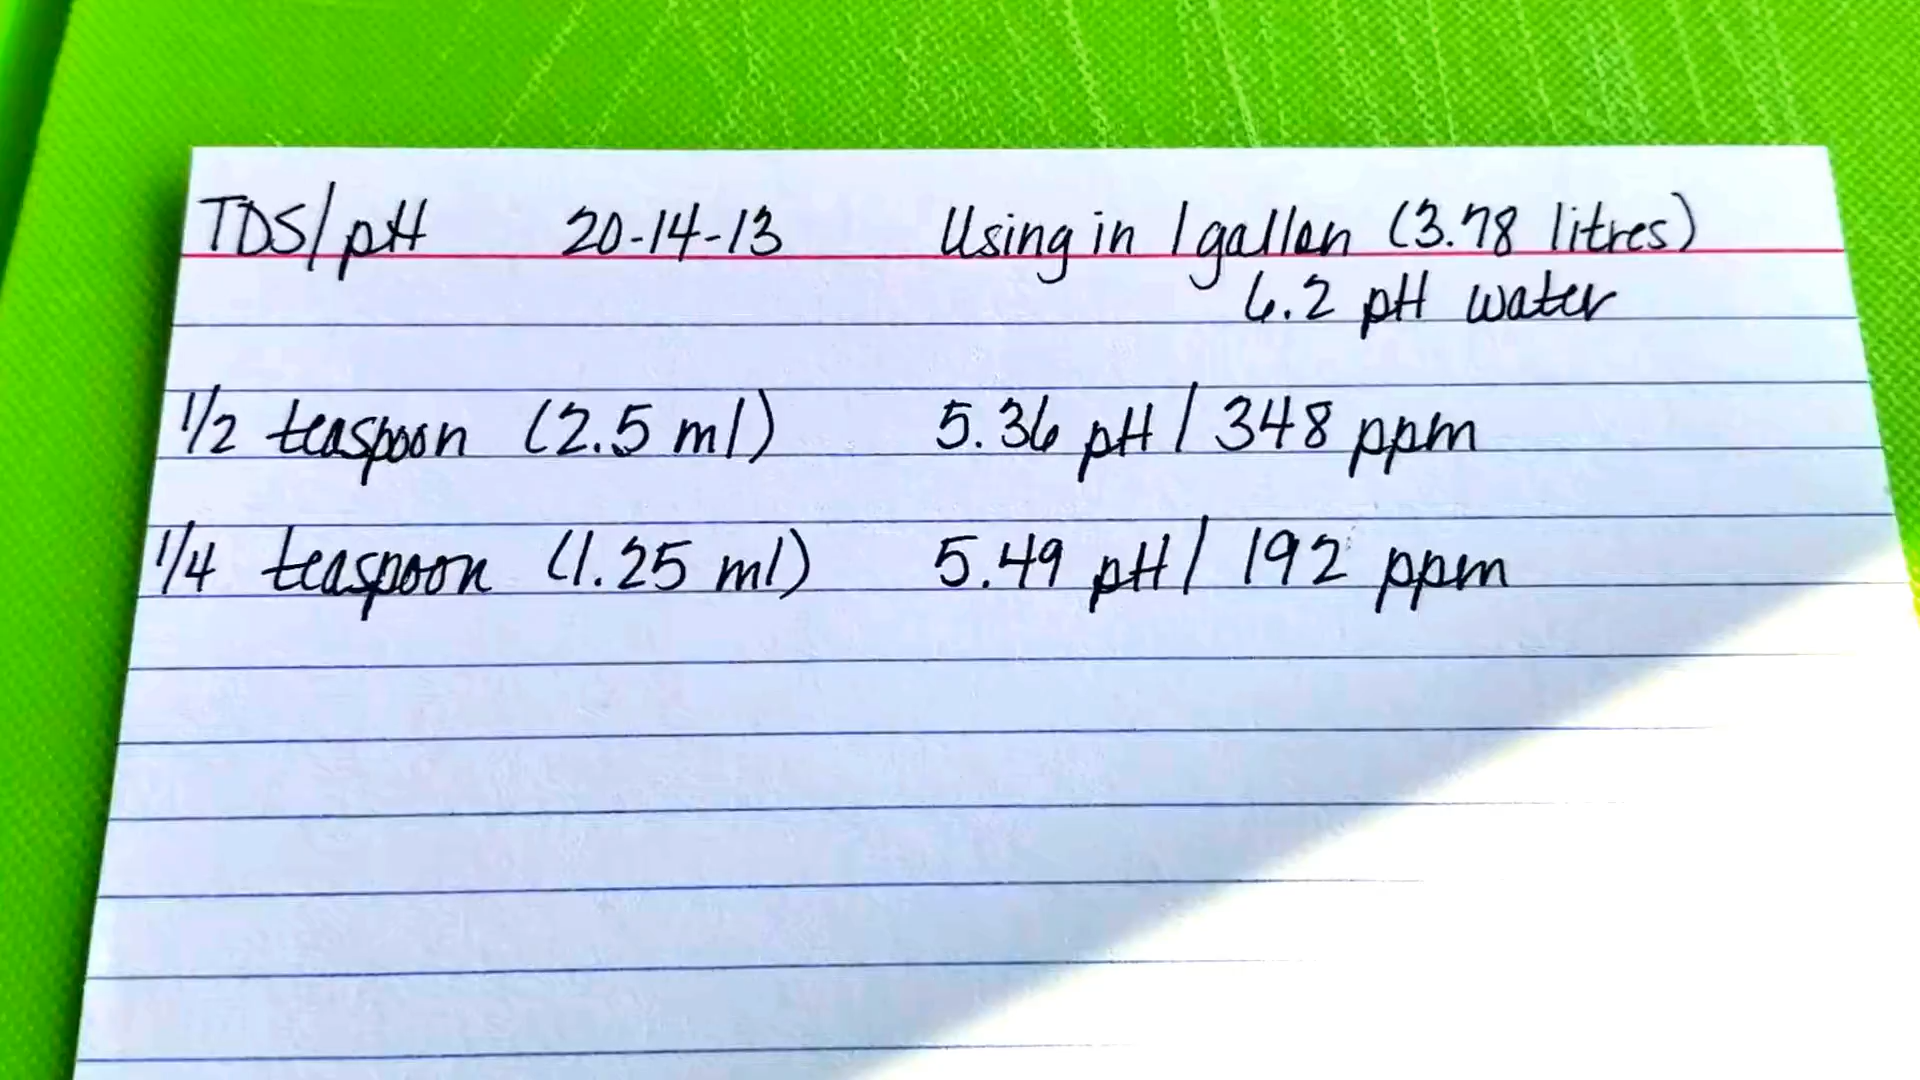 TDS/pH 20-14-13 Using in 1 gallon (3.78 litres)
6.2 pH water
1/2 teaspoon (2.5 ml) 5.36 pH / 348 ppm
1/4 teaspoon (1.25 ml) 5.49 pH / 192 ppm